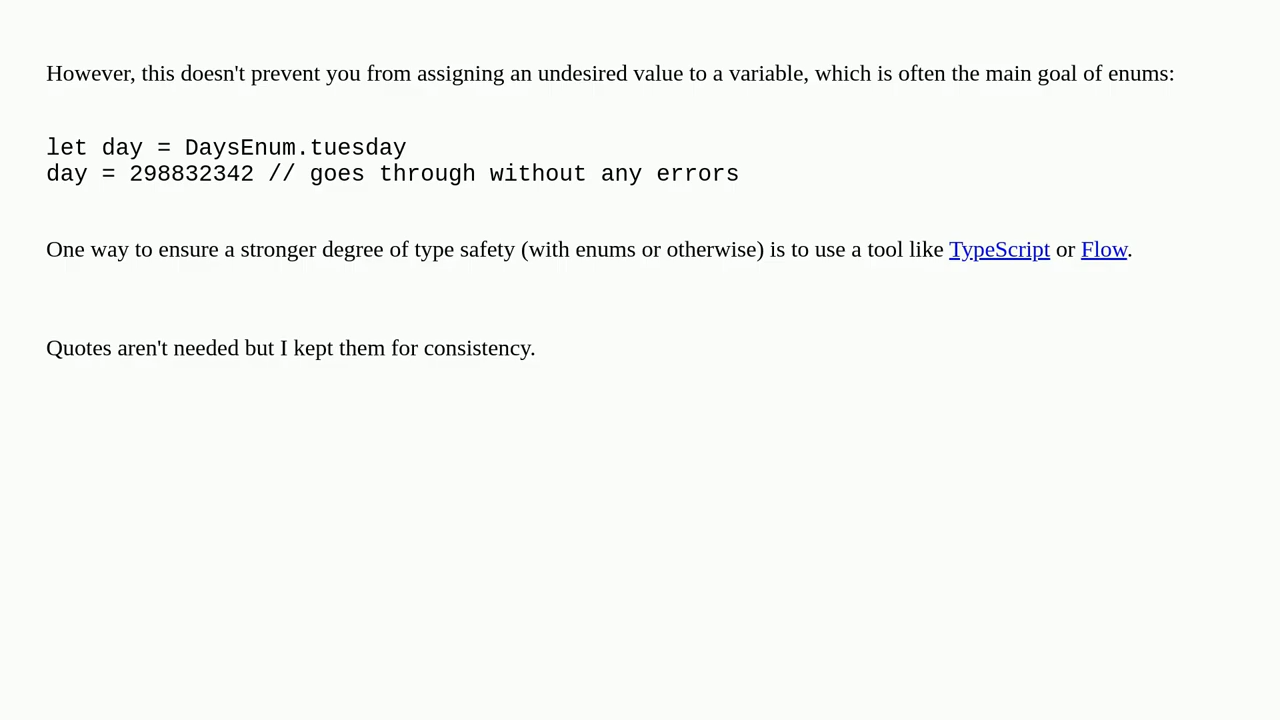 However, this doesn't prevent you from assigning an undesired value to a variable, which is often the main goal of enums:
let day = DaysEnum.tuesday
day = 298832342 // goes through without any errors
One way to ensure a stronger degree of type safety (with enums or otherwise) is to use a tool like TypeScript or Flow.
Quotes aren't needed but I kept them for consistency.